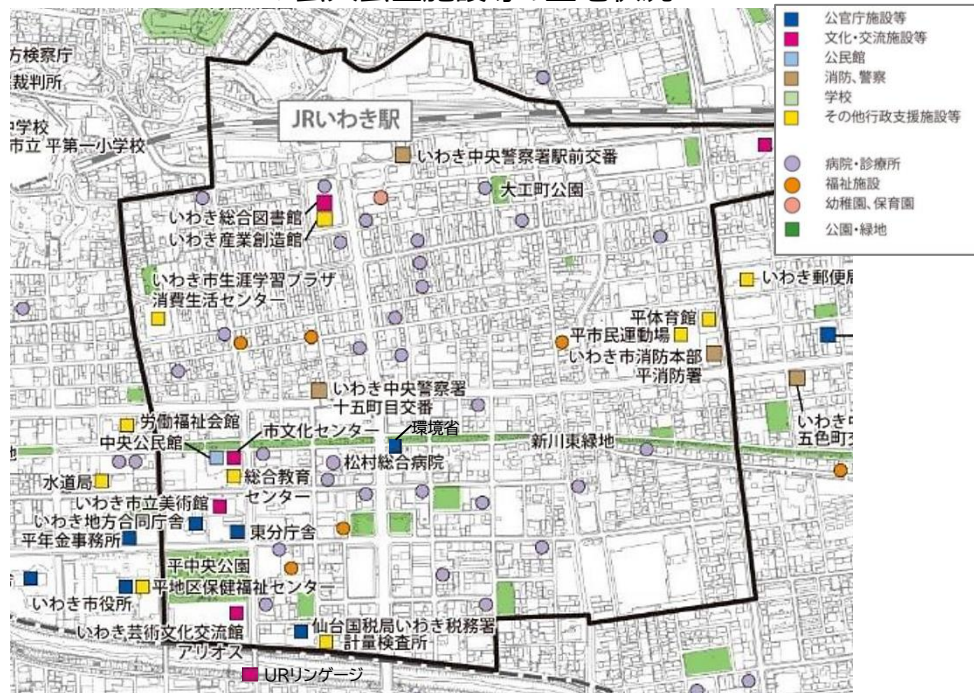 公官庁施設等
文化・交流施設等
公民館
消防、警察
学校
その他行政支援施設等
病院・診療所
福祉施設
幼稚園、保育園
公園・緑地
方検察庁
裁判所
市立 平第一小学校
JRいわき駅
いわき中央警察署駅前交番
大工町公園
いわき総合図書館
いわき産業創造館
いわき市生涯学習プラザ
消費生活センター
いわき郵便局
平体育館
平市民運動場
いわき市消防本部
平消防署
いわき中央警察署
十五町目交番
労働福祉会館
中央公民館
市文化センター
環境省
新川東緑地
松村総合病院
水道局
総合教育
センター
いわき市立美術館
いわき地方合同庁舎
平年金事務所
東分庁舎
平中央公園
平地区保健福祉センター
いわき市役所
いわき芸術文化交流館
アリオス
仙台国税局いわき税務署
計量検査所
URリンゲージ